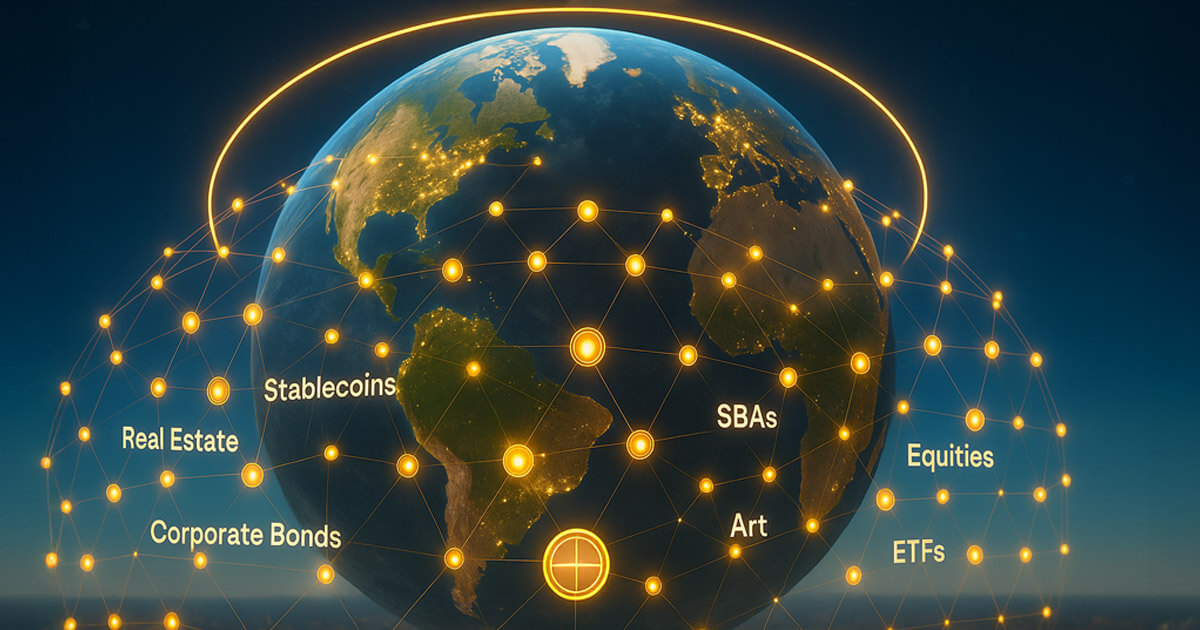 Stablecoins
Real Estate
Corporate Bonds
SBAs
Equities
Art
ETFs